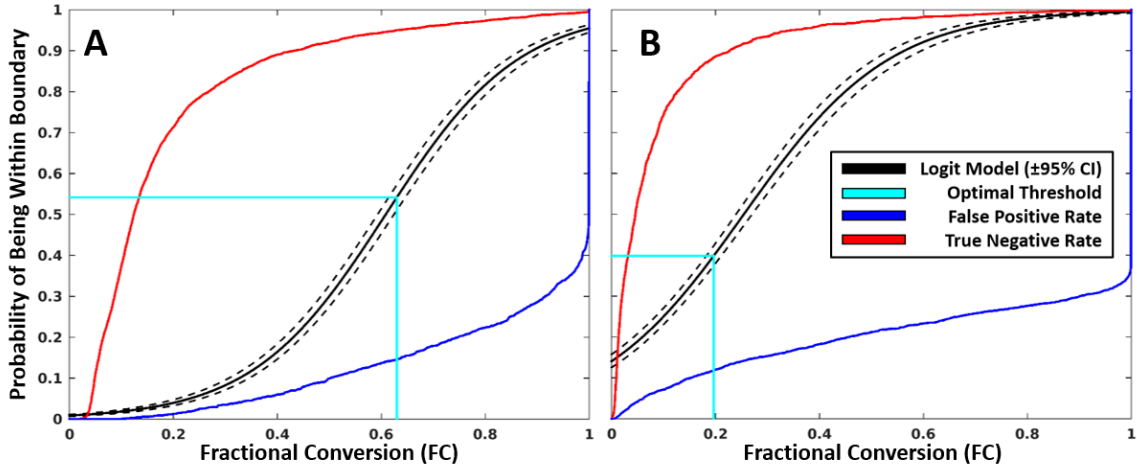 A
B
Probability of Being Within Boundary
1
0.9
0.8
0.7
0.6
0.5
0.4
0.3
0.2
0.1
0
0
0.2
0.4
0.6
0.8
1
0
0.2
0.4
0.6
0.8
1
Logit Model (±95% CI)
Optimal Threshold
False Positive Rate
True Negative Rate
Fractional Conversion (FC)
Fractional Conversion (FC)